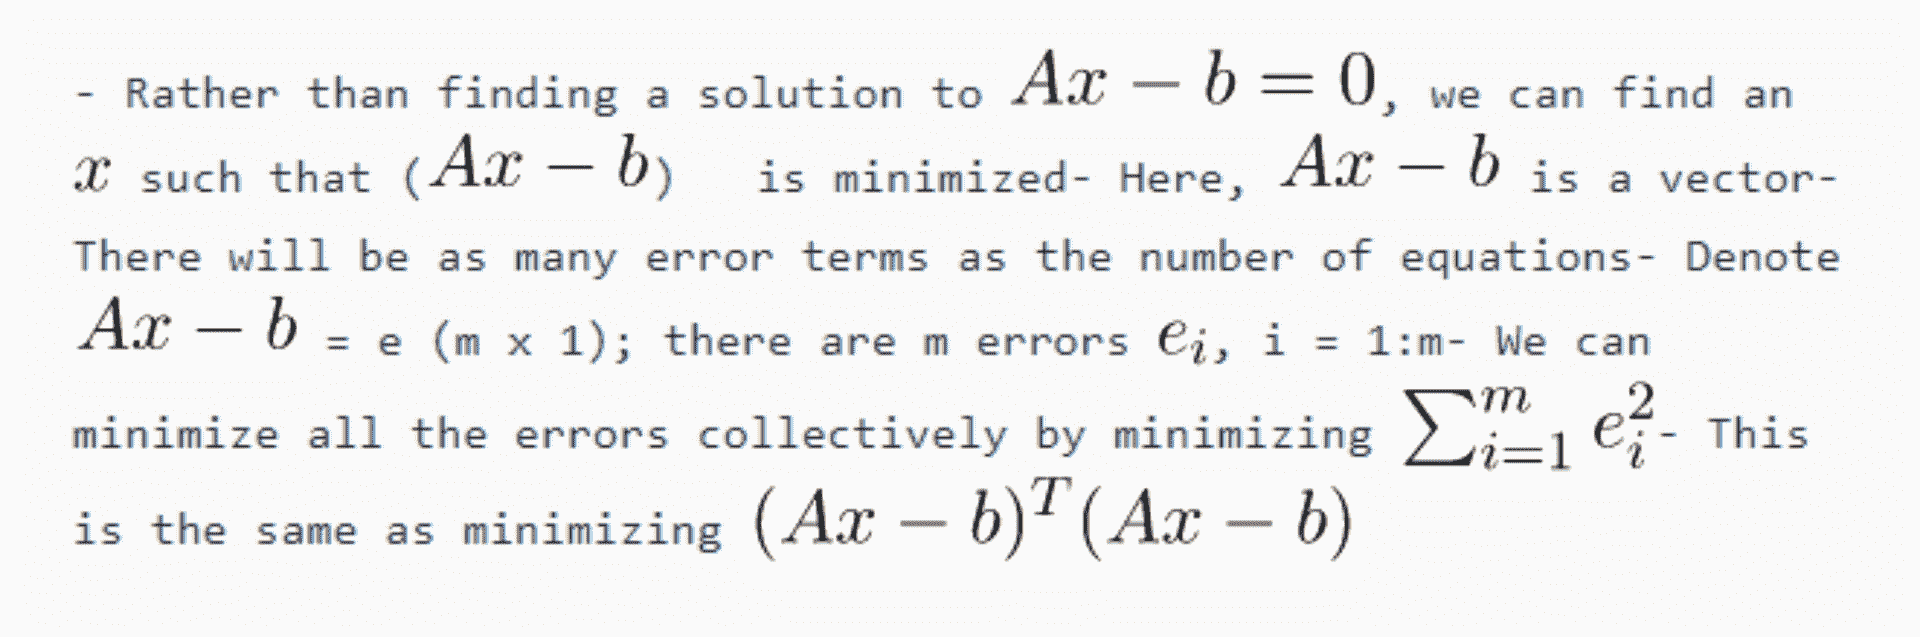 - Rather than finding a solution to Ax − b = 0, we can find an
x such that (Ax − b)   is minimized- Here, Ax − b is a vector-
There will be as many error terms as the number of equations- Denote
Ax − b = e (m x 1); there are m errors e_i, i = 1:m- We can
minimize all the errors collectively by minimizing ∑_{i=1}^{m} e_i^2- This
is the same as minimizing (Ax − b)^T(Ax − b)